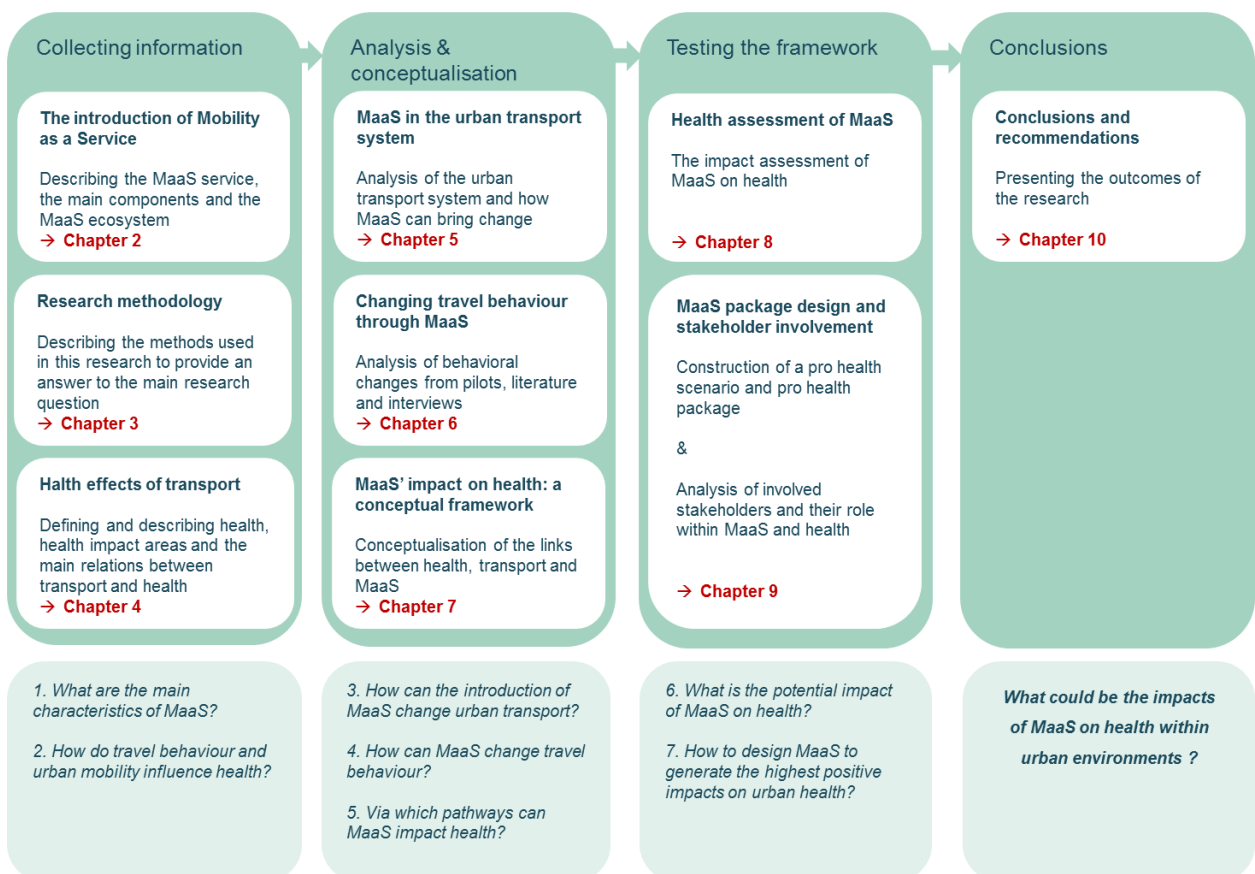 Collecting information
The introduction of Mobility
as a Service
Describing the MaaS service,
the main components and the
MaaS ecosystem
→ Chapter 2
Research methodology
Describing the methods used
in this research to provide an
answer to the main research
question
→ Chapter 3
Halth effects of transport
Defining and describing health,
health impact areas and the
main relations between
transport and health
→ Chapter 4
1. What are the main
characteristics of MaaS?
2. How do travel behaviour and
urban mobility influence health?
Analysis &
conceptualisation
MaaS in the urban transport
system
Analysis of the urban
transport system and how
MaaS can bring change
→ Chapter 5
Changing travel behaviour
through MaaS
Analysis of behavioral
changes from pilots, literature
and interviews
→ Chapter 6
MaaS' impact on health: a
conceptual framework
Conceptualisation of the links
between health, transport and
MaaS
→ Chapter 7
3. How can the introduction of
MaaS change urban transport?
4. How can MaaS change travel
behaviour?
5. Via which pathways can
MaaS impact health?
Testing the framework
Health assessment of MaaS
The impact assessment of
MaaS on health
→ Chapter 8
MaaS package design and
stakeholder involvement
Construction of a pro health
scenario and pro health
package
&
Analysis of involved
stakeholders and their role
within MaaS and health
→ Chapter 9
6. What is the potential impact
of MaaS on health?
7. How to design MaaS to
generate the highest positive
impacts on urban health?
Conclusions
Conclusions and
recommendations
Presenting the outcomes of
the research
→ Chapter 10
What could be the impacts
of MaaS on health within
urban environments ?